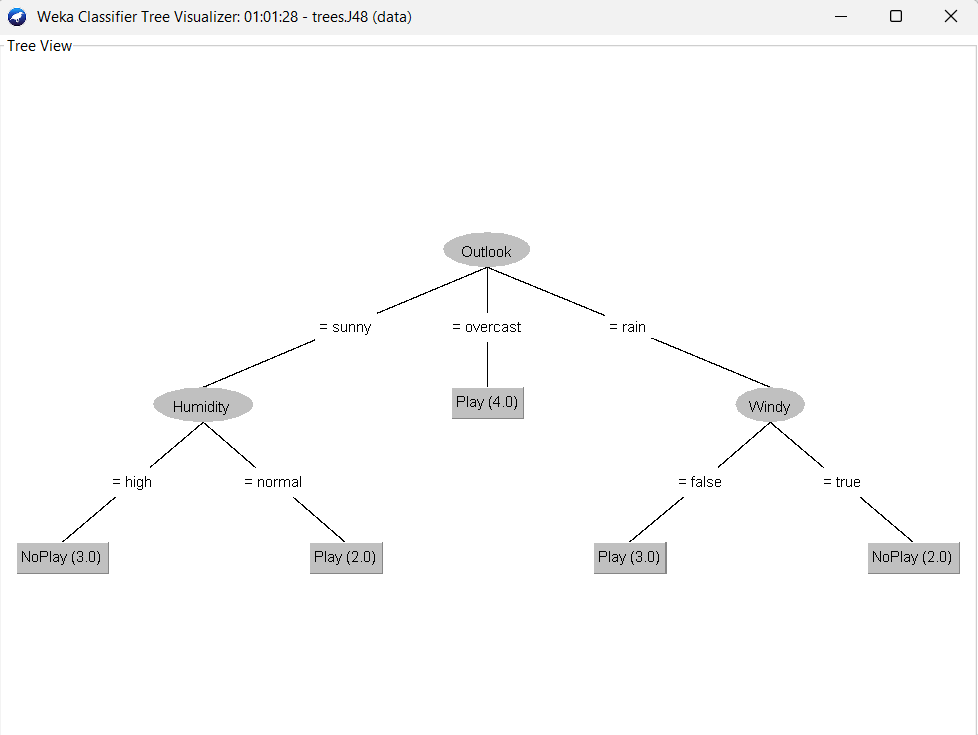 Weka Classifier Tree Visualizer: 01:01:28 - trees.J48 (data)
Tree View
Outlook
= sunny
= overcast
= rain
Humidity
Play (4.0)
Windy
= high
= normal
= false
= true
NoPlay (3.0)
Play (2.0)
Play (3.0)
NoPlay (2.0)